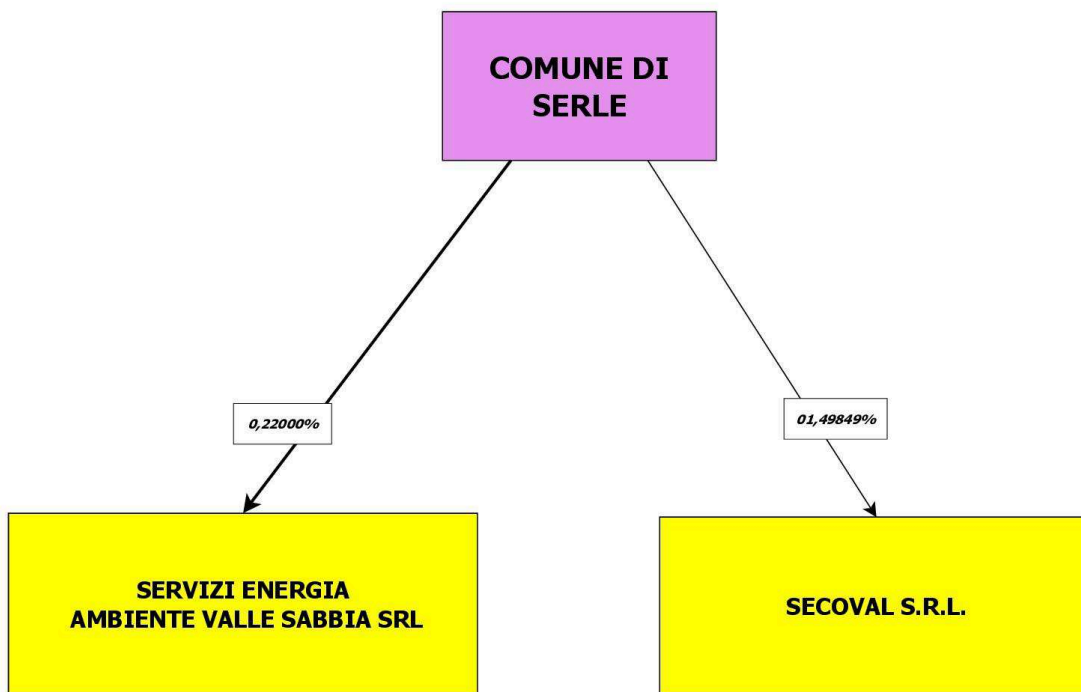 COMUNE DI
SERLE
0,22000%
01,49849%
SERVIZI ENERGIA
AMBIENTE VALLE SABBIA SRL
SECOVAL S.R.L.